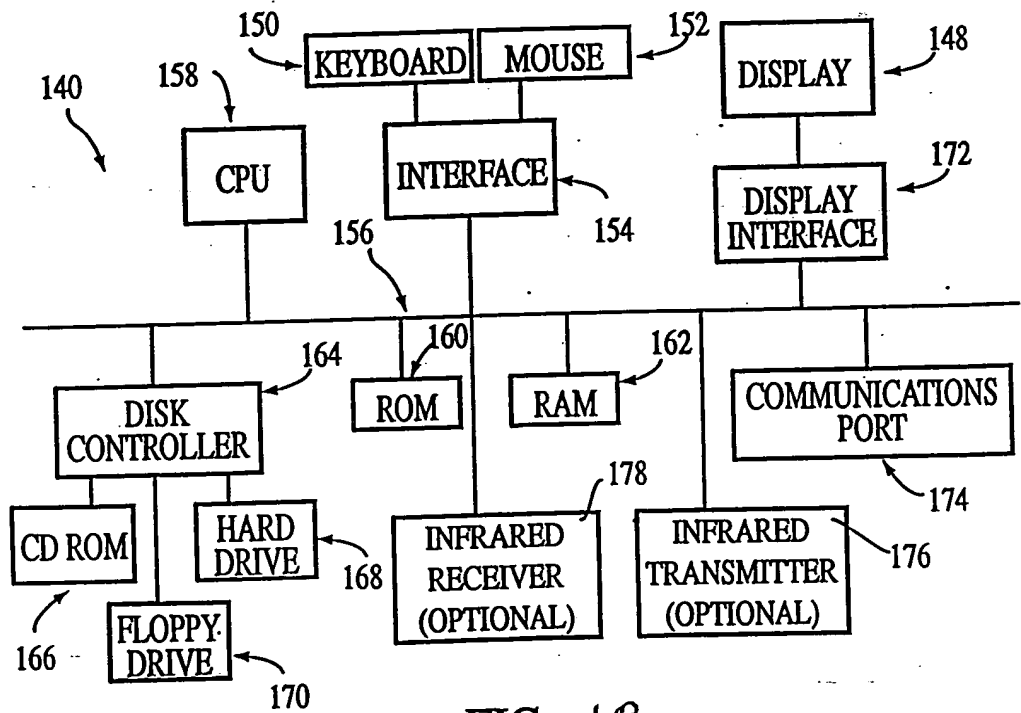 150
KEYBOARD
MOUSE
152
148
DISPLAY
140
158
CPU
INTERFACE
154
172
DISPLAY
INTERFACE
156
164
DISK
CONTROLLER
160
ROM
162
RAM
COMMUNICATIONS
PORT
174
CD ROM
166
HARD
DRIVE
168
FLOPPY
DRIVE
170
178
INFRARED
RECEIVER
(OPTIONAL)
INFRARED
TRANSMITTER
(OPTIONAL)
176